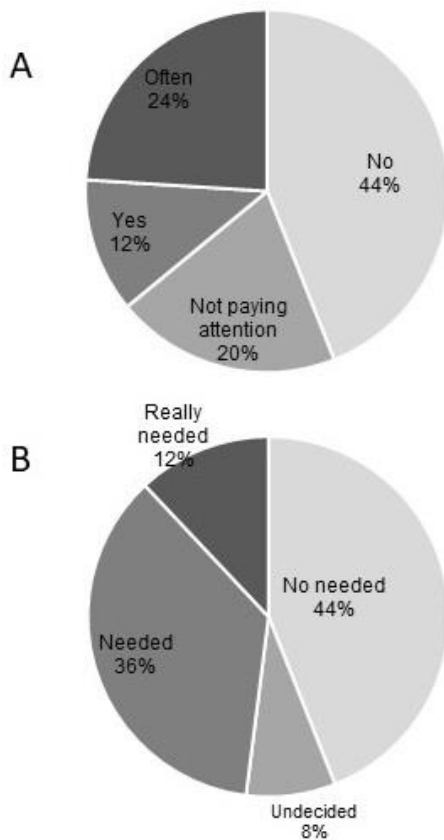 A
Often
24%
No
44%
Yes
12%
Not paying
attention
20%
B
Really
needed
12%
No needed
44%
Needed
36%
Undecided
8%